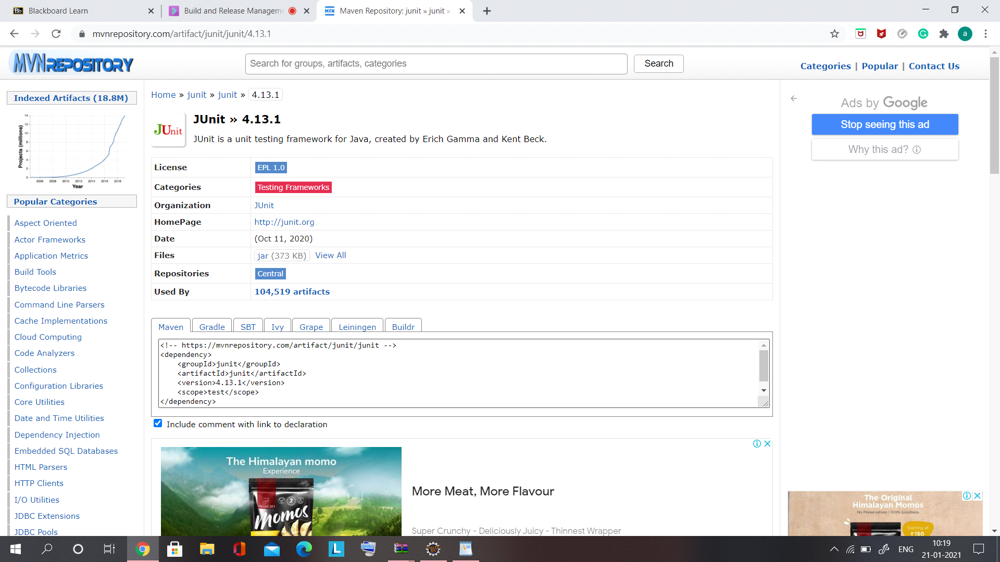 Blackboard Learn
Build and Release Managem
Maven Repository: junit » junit »
mvnrepository.com/artifact/junit/junit/4.13.1
a
MVNREPOSITORY
Search for groups, artifacts, categories
Search
Categories | Popular | Contact Us
Indexed Artifacts (18.8M)
Projects (millions)
14
12
10
8
6
4
2
0
2006 2008 2010 2012 2014 2016 2018
Year
Popular Categories
Aspect Oriented
Actor Frameworks
Application Metrics
Build Tools
Bytecode Libraries
Command Line Parsers
Cache Implementations
Cloud Computing
Code Analyzers
Collections
Configuration Libraries
Core Utilities
Date and Time Utilities
Dependency Injection
Embedded SQL Databases
HTML Parsers
HTTP Clients
I/O Utilities
JDBC Extensions
JDBC Pools
Home » junit » junit » 4.13.1
JUnit
JUnit » 4.13.1
JUnit is a unit testing framework for Java, created by Erich Gamma and Kent Beck.
License EPL 1.0
Categories Testing Frameworks
Organization JUnit
HomePage http://junit.org
Date (Oct 11, 2020)
Files jar (373 KB) View All
Repositories Central
Used By 104,519 artifacts
Maven Gradle SBT Ivy Grape Leiningen Buildr
<!-- https://mvnrepository.com/artifact/junit/junit -->
<dependency>
    <groupId>junit</groupId>
    <artifactId>junit</artifactId>
    <version>4.13.1</version>
    <scope>test</scope>
</dependency>
Include comment with link to declaration
The Himalayan momo
Experience
PRASUMA
Momos
More Meat, More Flavour
Super Crunchy - Deliciously Juicy - Thinnest Wrapper
Ads by Google
Stop seeing this ad
Why this ad?
The Original
Himalayan Momos
No Preservatives | 100% Goodness
Starting at
₹150
ENG
10:19
21-01-2021